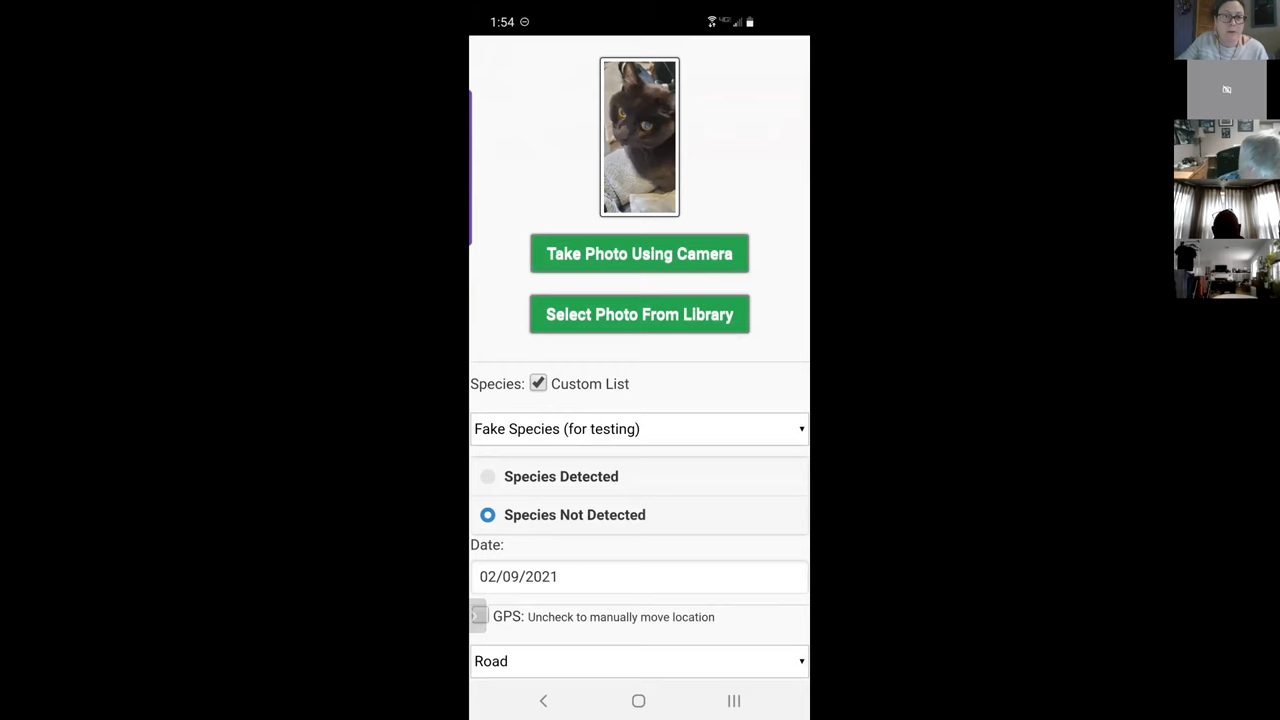 1:54
Take Photo Using Camera
Select Photo From Library
Species: Custom List
Fake Species (for testing)
Species Detected
Species Not Detected
Date:
02/09/2021
GPS: Uncheck to manually move location
Road